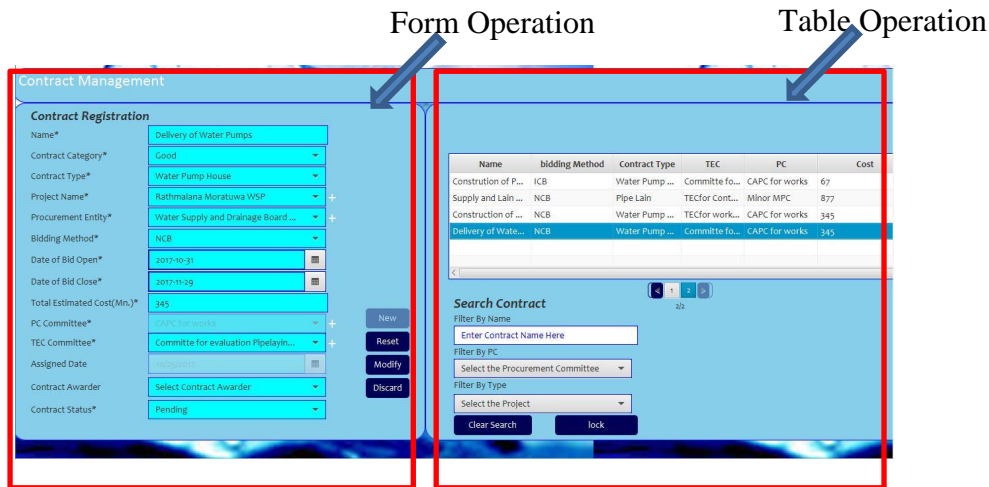 Form Operation
Table Operation
Contract Management
Contract Registration
Name* Delivery of Water Pumps
Contract Category* Good
Contract Type* Water Pump House
Project Name* Rathmalana Moratuwa WSP +
Procurement Entity* Water Supply and Drainage Board ... +
Bidding Method* NCB
Date of Bid Open* 2017-10-31
Date of Bid Close* 2017-11-29
Total Estimated Cost(Mn.)* 345
PC Committee* CAPC for works +
TEC Committee* Committe for evaluation Pipelayin... +
Assigned Date
Contract Awarder Select Contract Awarder
Contract Status* Pending
New
Reset
Modify
Discard
Name bidding Method Contract Type TEC PC Cost
Constrution of P... ICB Water Pump ... Committe fo... CAPC for works 67
Supply and Lain ... NCB Pipe Lain TECfor Cont... Minor MPC 877
Construction of ... NCB Water Pump ... TECfor work... CAPC for works 345
Delivery of Wate... NCB Water Pump ... Committe fo... CAPC for works 345
1 2
2/2
Search Contract
Filter By Name
Enter Contract Name Here
Filter By PC
Select the Procurement Committee
Filter By Type
Select the Project
Clear Search lock